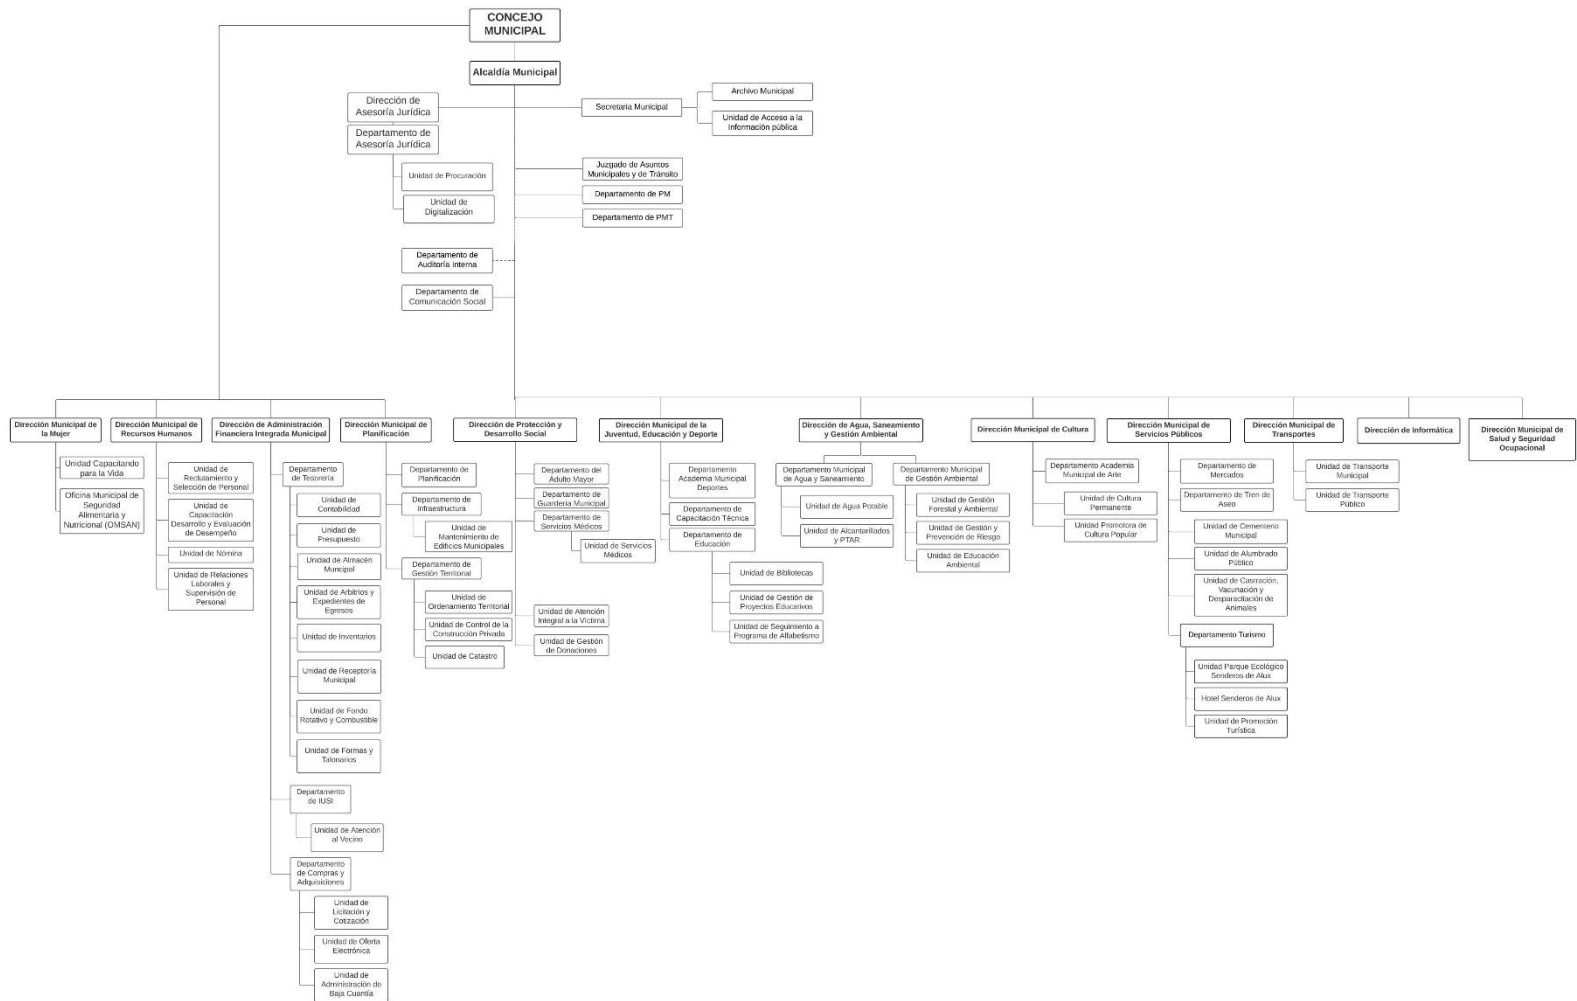 CONCEJO
MUNICIPAL
Alcaldía Municipal
Dirección de
Asesoría Jurídica
Departamento de
Asesoría Jurídica
Unidad de Procuración
Unidad de
Digitalización
Secretaria Municipal
Archivo Municipal
Unidad de Acceso a la
Información pública
Juzgado de Asuntos
Municipales y de Tránsito
Departamento de PM
Departamento de PMT
Departamento de
Auditoría Interna
Departamento de
Comunicación Social
Dirección Municipal de
la Mujer
Unidad Capacitando
para la Vida
Oficina Municipal de
Seguridad
Alimentaria y
Nutricional (OMSAN)
Dirección Municipal de
Recursos Humanos
Unidad de
Reclutamiento y
Selección de Personal
Unidad de
Capacitación
Desarrollo y Evaluación
de Desempeño
Unidad de Nómina
Unidad de Relaciones
Laborales y
Supervisión de
Personal
Dirección de Administración
Financiera Integrada Municipal
Departamento
de Tesorería
Unidad de
Contabilidad
Unidad de
Presupuesto
Unidad de Almacén
Muncipal
Unidad de Arbitrios y
Expedientes de
Egresos
Unidad de Inventarios
Unidad de Receptoría
Municipal
Unidad de Fondo
Rotativo y Combustible
Unidad de Formas y
Talonarios
Departamento
de IUSI
Unidad de Atención
al Vecino
Departamento
de Compras y
Adquisiciones
Unidad de
Licitación y
Cotización
Unidad de Oferta
Electrónica
Unidad de
Administración de
Baja Cuantía
Dirección Municipal de
Planificación
Departamento de
Planificación
Departamento de
Infraestructura
Unidad de
Mantenimiento de
Edificios Municipales
Departamento de
Gestión Territorial
Unidad de
Ordenamiento Territorial
Unidad de Control de la
Construcción Privada
Unidad de Catastro
Dirección de Protección y
Desarrollo Social
Departamento del
Adulto Mayor
Departamento de
Guardería Municipal
Departamento de
Servicios Médicos
Unidad de Servicios
Médicos
Unidad de Atención
Integral a la Víctima
Unidad de Gestión
de Donaciones
Dirección Municipal de la
Juventud, Educación y Deporte
Departamento
Academia Municipal
Deportes
Departamento de
Capacitación Técnica
Departamento de
Educación
Unidad de Bibliotecas
Unidad de Gestión de
Proyectos Educativos
Unidad de Seguimiento a
Programa de Alfabetismo
Dirección de Agua, Saneamiento
y Gestión Ambiental
Departamento Municipal
de Agua y Saneamiento
Unidad de Agua Potable
Unidad de Alcantarillados y
PTAR
Departamento Municipal
de Gestión Ambiental
Unidad de Gestión
Forestal y Ambiental
Unidad de Gestión y
Prevención de Riesgo
Unidad de Educación
Ambiental
Dirección Municipal de Cultura
Departamento Academia
Municipal de Arte
Unidad de Cultura
Permanente
Unidad Promotora de
Cultura Popular
Dirección Municipal de
Servicios Públicos
Departamento de
Mercados
Departamento de Tren de
Aseo
Unidad de Cementerio
Municipal
Unidad de Alumbrado
Público
Unidad de Castración,
Vacunación y
Desparacitación de
Animales
Departamento Turismo
Unidad Parque Ecológico
Senderos de Alux
Hotel Senderos de Alux
Unidad de Promoción
Turística
Dirección Municipal de
Transportes
Unidad de Transporte
Municipal
Unidad de Transporte
Público
Dirección de Informática
Dirección Municipal de
Salud y Seguridad
Ocupacional